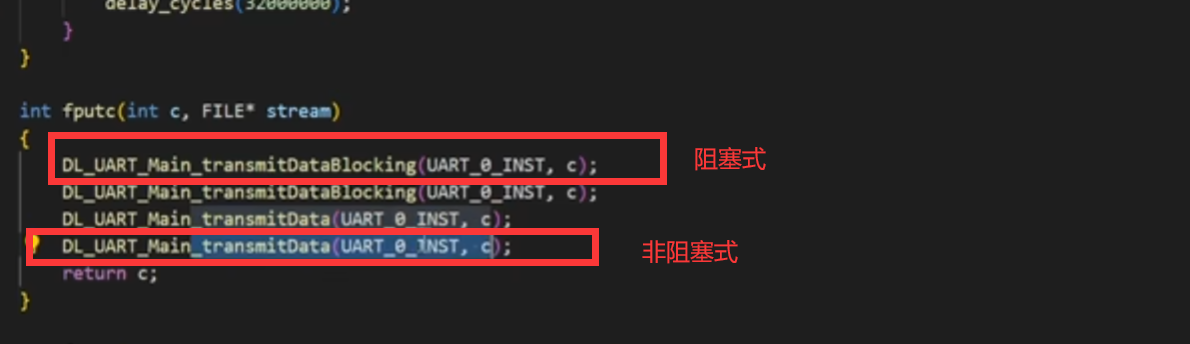 delay_cycles(32000000);
}
}
int fputc(int c, FILE* stream)
{
DL_UART_Main_transmitDataBlocking(UART_0_INST, c);
阻塞式
DL_UART_Main_transmitDataBlocking(UART_0_INST, c);
DL_UART_Main_transmitData(UART_0_INST, c);
DL_UART_Main_transmitData(UART_0_INST, c);
非阻塞式
return c;
}